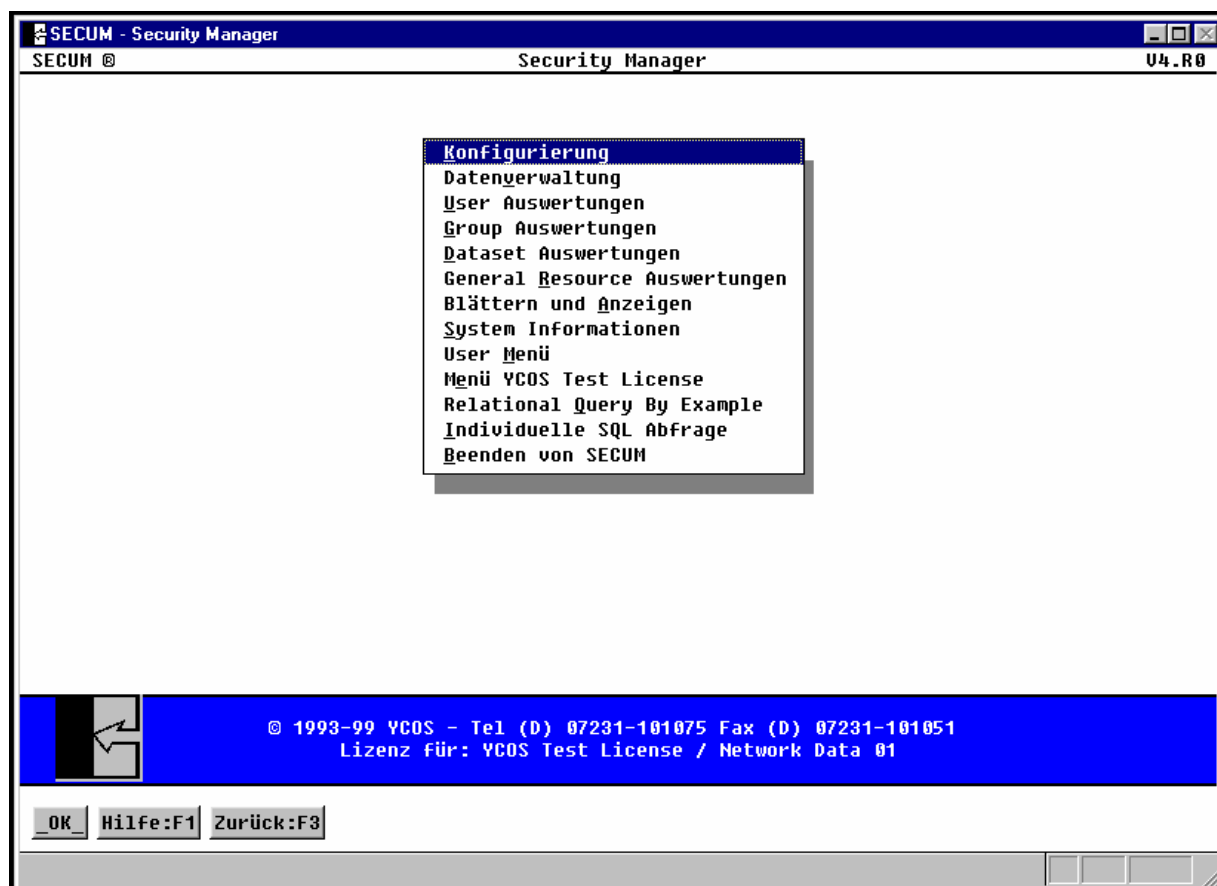 SECUM - Security Manager
SECUM ® Security Manager V4.R0
Konfigurierung
Datenverwaltung
User Auswertungen
Group Auswertungen
Dataset Auswertungen
General Resource Auswertungen
Blättern und Anzeigen
System Informationen
User Menü
Menü YCOS Test License
Relational Query By Example
Individuelle SQL Abfrage
Beenden von SECUM
© 1993-99 YCOS - Tel (D) 07231-101075 Fax (D) 07231-101051
Lizenz für: YCOS Test License / Network Data 01
_OK_ Hilfe:F1 Zurück:F3